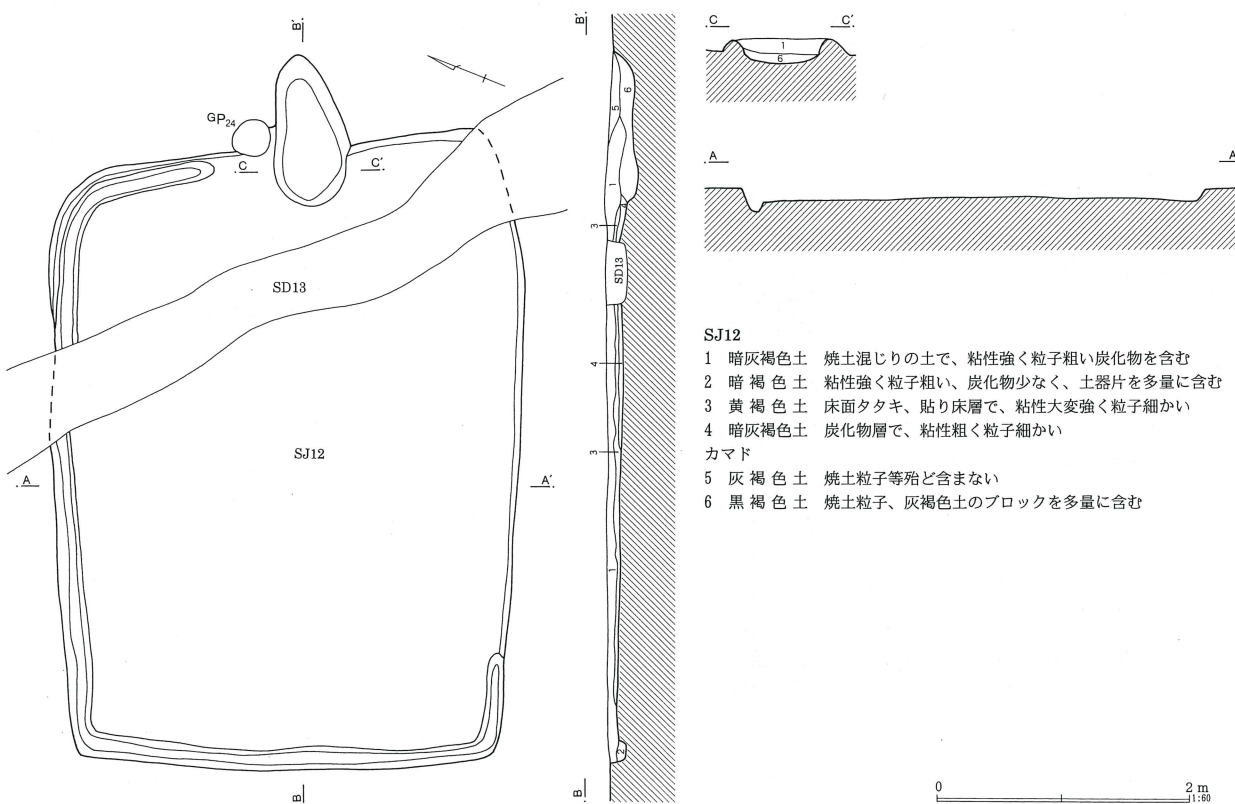 B'
B'
C
C'
1
6
GP24
C
C'
5
6
1
4
3
A
A
SD13
SD13
4
3
SJ12
A
A'
1
2
B
B
SJ12
1 暗灰褐色土 焼土混じりの土で、粘性強く粒子粗い炭化物を含む
2 暗褐色土 粘性強く粒子粗い、炭化物少なく、土器片を多量に含む
3 黄褐色土 床面タタキ、貼り床層で、粘性大変強く粒子細かい
4 暗灰褐色土 炭化物層で、粘性粗く粒子細かい
カマド
5 灰褐色土 焼土粒子等殆ど含まない
6 黒褐色土 焼土粒子、灰褐色土のブロックを多量に含む
0 2 m
1:60